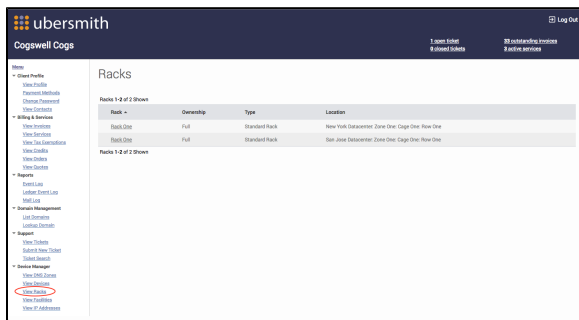 ubersmith
Log Out
Cogswell Cogs
1 open ticket
0 closed tickets
33 outstanding invoices
3 active services
Menu
Client Profile
View Profile
Payment Methods
Change Password
View Contacts
Billing & Services
View Invoices
View Services
View Tax Exemptions
View Credits
View Orders
View Quotes
Reports
Event Log
Ledger Event Log
Mail Log
Domain Management
List Domains
Lookup Domain
Support
View Tickets
Submit New Ticket
Ticket Search
Device Manager
View DNS Zones
View Devices
View Racks
View Facilities
View IP Addresses
Racks
Racks 1-2 of 2 Shown
Rack Ownership Type Location
Rack One Full Standard Rack New York Datacenter: Zone One: Cage One: Row One
Rack One Full Standard Rack San Jose Datacenter: Zone One: Cage One: Row One
Racks 1-2 of 2 Shown